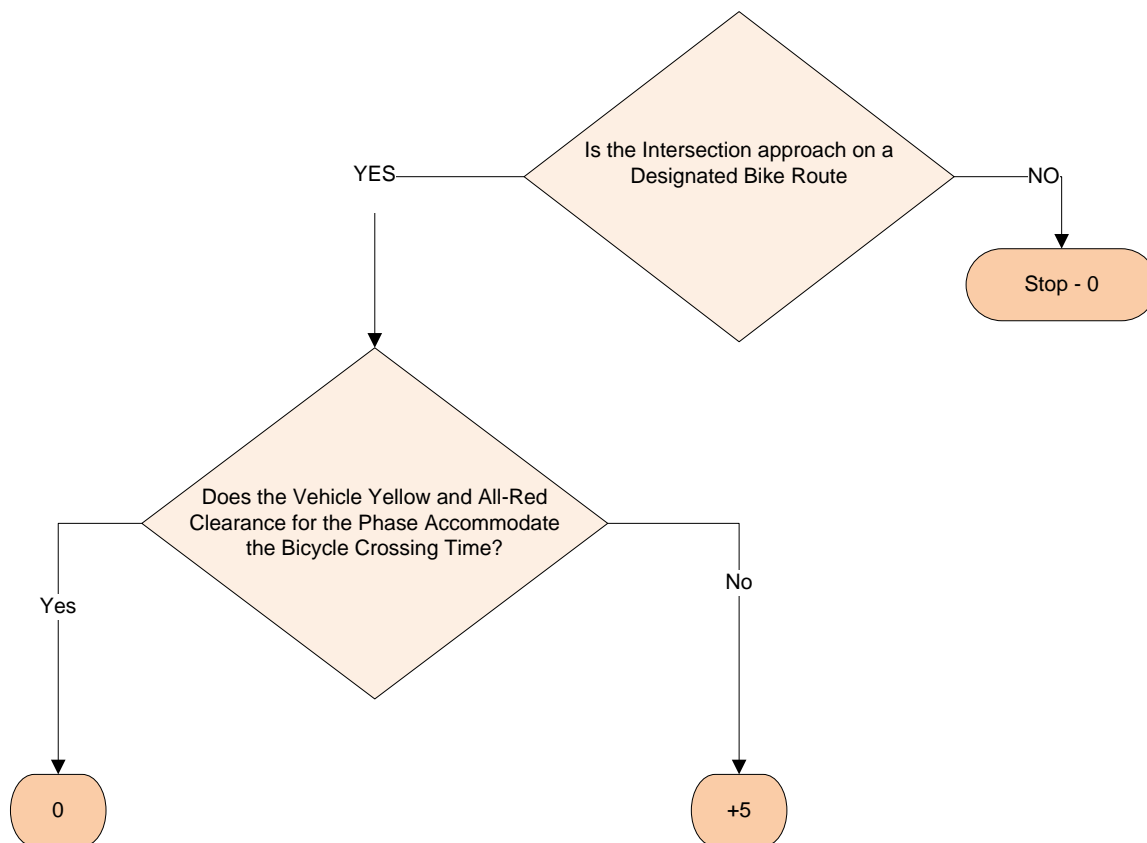 Is the Intersection approach on a
Designated Bike Route
YES
NO
Stop - 0
Does the Vehicle Yellow and All-Red
Clearance for the Phase Accommodate
the Bicycle Crossing Time?
Yes
No
0
+5